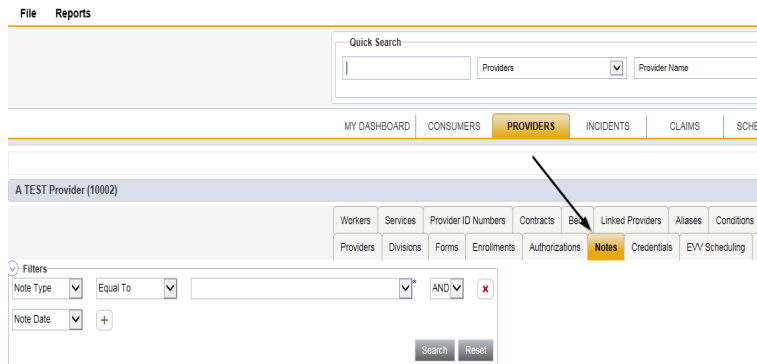 File Reports
Quick Search
Providers Provider Name
MY DASHBOARD CONSUMERS PROVIDERS INCIDENTS CLAIMS SCHE
A TEST Provider (10002)
Workers Services Provider ID Numbers Contracts Beds Linked Providers Aliases Conditions
Providers Divisions Forms Enrollments Authorizations Notes Credentials EVV Scheduling
Filters
Note Type Equal To * AND x
Note Date +
Search Reset